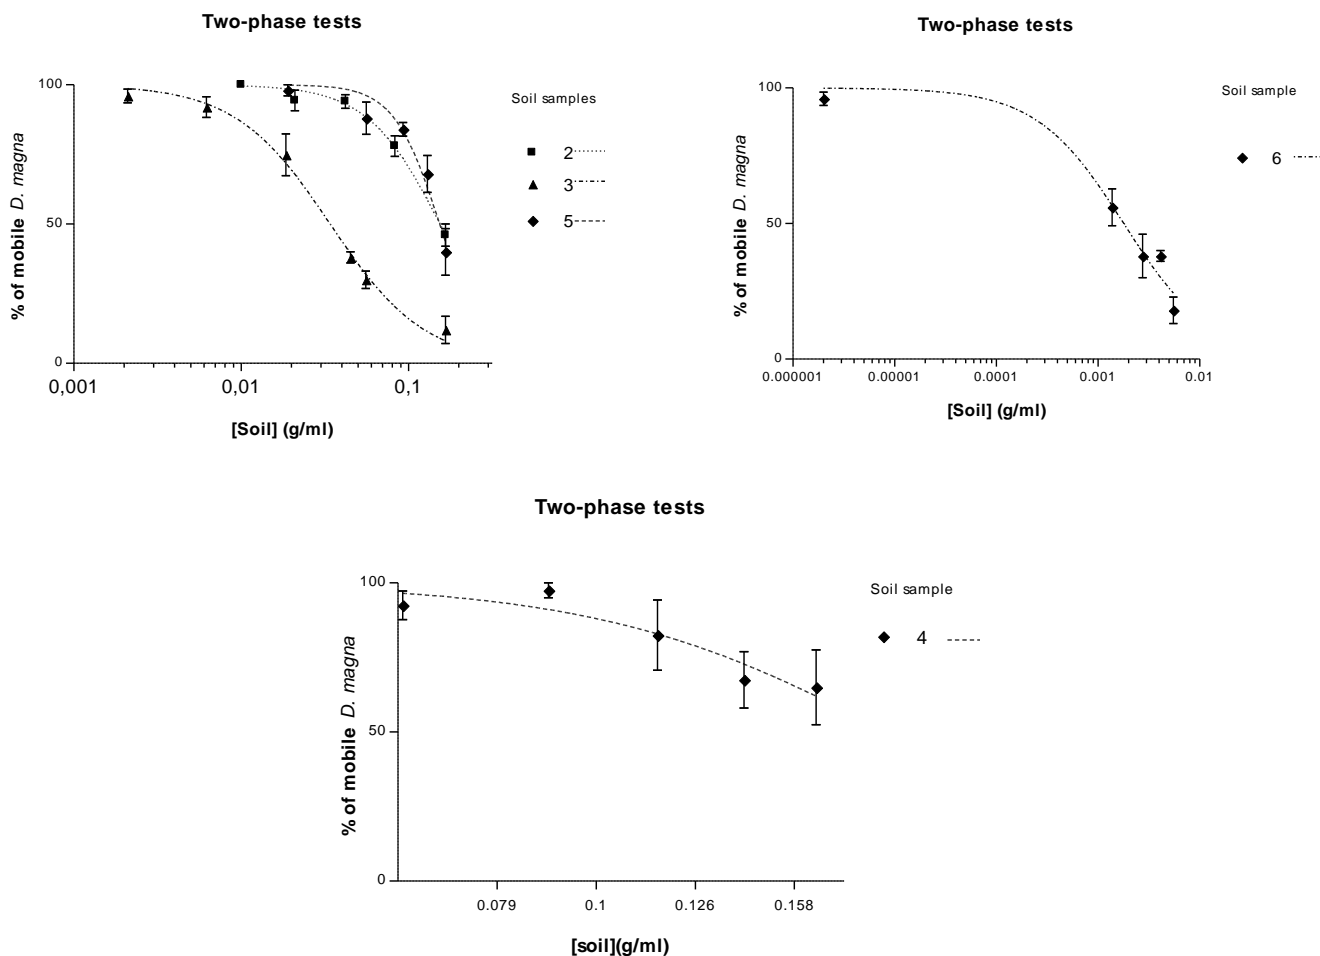 Two-phase tests
100
50
0
% of mobile D. magna
0,001
0,01
0,1
[Soil] (g/ml)
Soil samples
2
3
5
Two-phase tests
100
50
0
% of mobile D. magna
0.000001
0.00001
0.0001
0.001
0.01
[Soil] (g/ml)
Soil sample
6
Two-phase tests
100
50
0
% of mobile D. magna
0.079
0.1
0.126
0.158
[soil](g/ml)
Soil sample
4